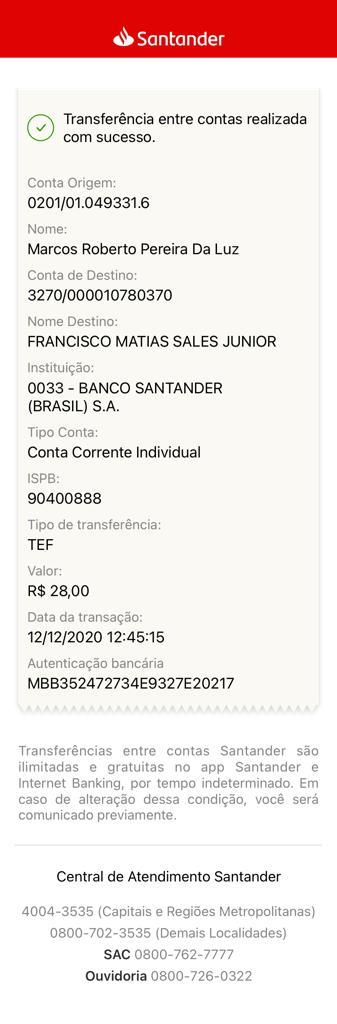 Santander
Transferência entre contas realizada
com sucesso.
Conta Origem:
0201/01.049331.6
Nome:
Marcos Roberto Pereira Da Luz
Conta de Destino:
3270/000010780370
Nome Destino:
FRANCISCO MATIAS SALES JUNIOR
Instituição:
0033 - BANCO SANTANDER
(BRASIL) S.A.
Tipo Conta:
Conta Corrente Individual
ISPB:
90400888
Tipo de transferência:
TEF
Valor:
R$ 28,00
Data da transação:
12/12/2020 12:45:15
Autenticação bancária
MBB352472734E9327E20217
Transferências entre contas Santander são
ilimitadas e gratuitas no app Santander e
Internet Banking, por tempo indeterminado. Em
caso de alteração dessa condição, você será
comunicado previamente.
Central de Atendimento Santander
4004-3535 (Capitais e Regiões Metropolitanas)
0800-702-3535 (Demais Localidades)
SAC 0800-762-7777
Ouvidoria 0800-726-0322